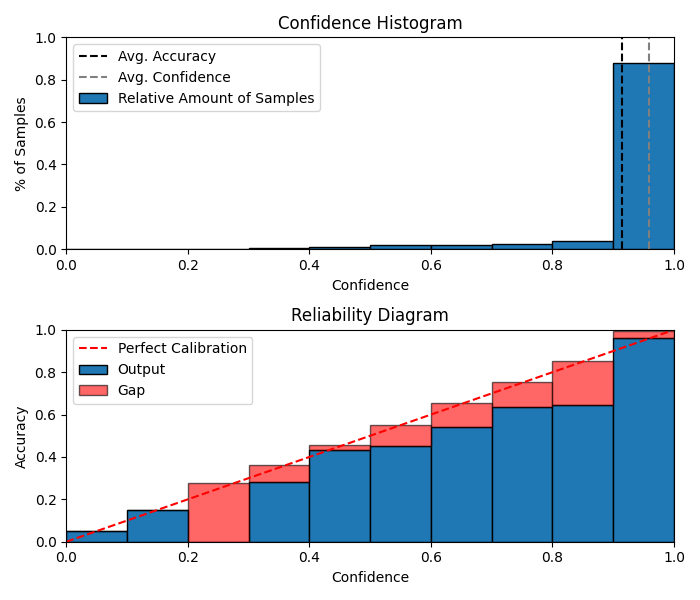 Confidence Histogram
1.0
0.8
0.6
0.4
0.2
0.0
% of Samples
Avg. Accuracy
Avg. Confidence
Relative Amount of Samples
0.0 0.2 0.4 0.6 0.8 1.0
Confidence
Reliability Diagram
1.0
0.8
0.6
0.4
0.2
0.0
Accuracy
Perfect Calibration
Output
Gap
0.0 0.2 0.4 0.6 0.8 1.0
Confidence